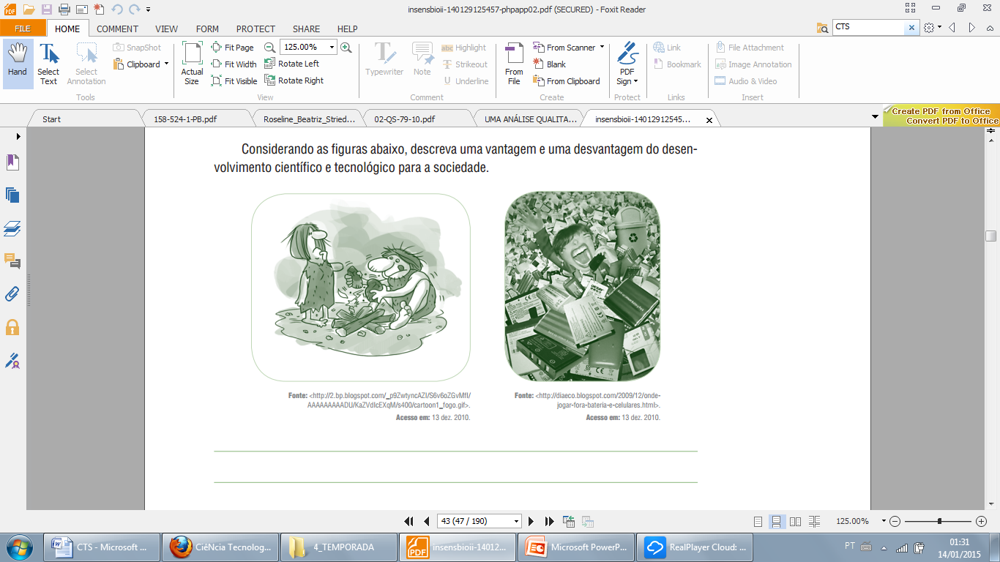 insensbioii-140129125457-phpapp02.pdf (SECURED) - Foxit Reader
FILE HOME COMMENT VIEW FORM PROTECT SHARE HELP CTS
Hand
Select Text
Select Annotation
SnapShot
Clipboard
Tools
Actual Size
Fit Page
Fit Width
Fit Visible
125.00%
Rotate Left
Rotate Right
View
Typewriter
Note
Highlight
Strikeout
Underline
Comment
From File
From Scanner
Blank
From Clipboard
Create
PDF Sign
Protect
Link
Bookmark
Links
File Attachment
Image Annotation
Audio & Video
Insert
Start 158-524-1-PB.pdf Roseline_Beatriz_Stried... 02-QS-79-10.pdf UMA ANÁLISE QUALITA... insensbioii-14012912545...
Create PDF from Office
Convert PDF to Office
Considerando as figuras abaixo, descreva uma vantagem e uma desvantagem do desen-
volvimento científico e tecnológico para a sociedade.
Fonte: <http://2.bp.blogspot.com/_p9ZwtyncAZI/S6v6oZGvMfI/
AAAAAAAAADU/KaZVdIcEXqM/s400/cartoon1_fogo.gif>.
Acesso em: 13 dez. 2010.
Fonte: <http://diaeco.blogspot.com/2009/12/onde-
jogar-fora-bateria-e-celulares.html>.
Acesso em: 13 dez. 2010.
43 (47 / 190) 125.00%
CTS - Microsoft ... CiêNcia Tecnolog... 4_TEMPORADA insensbioii-14012... Microsoft PowerP... RealPlayer Cloud: ... PT 01:31
14/01/2015